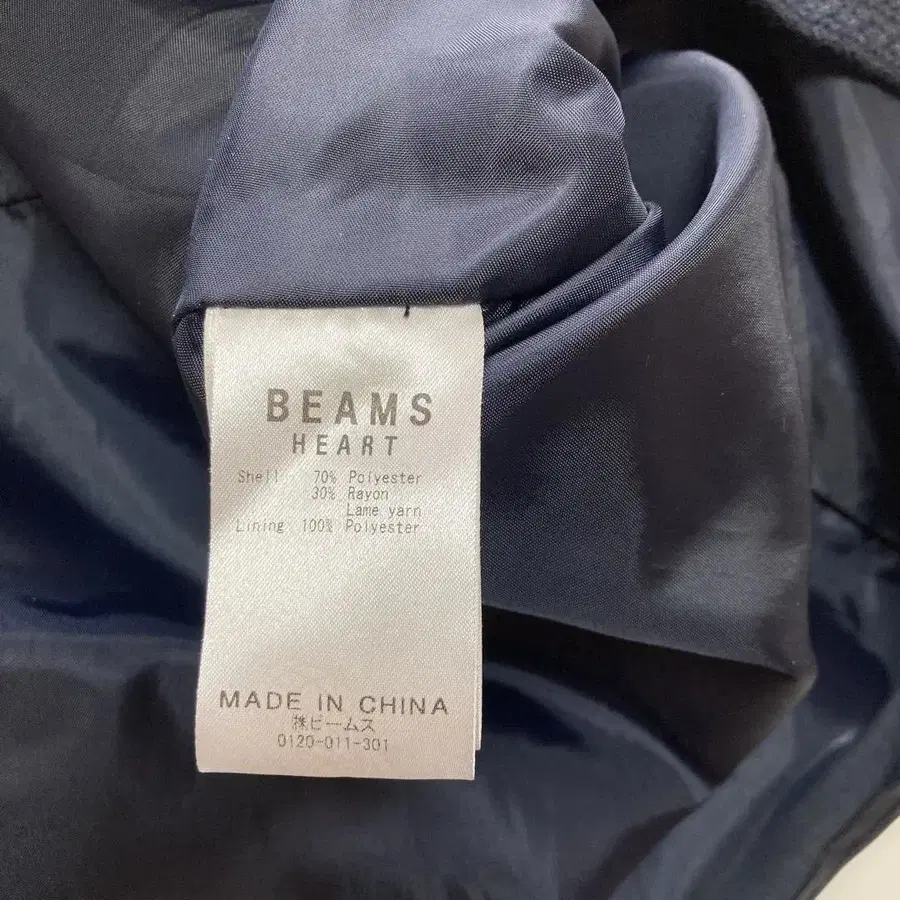 BEAMS
HEART
Shell 70% Polyester
30% Rayon
Lame yarn
Lining 100% Polyester
MADE IN CHINA
㈱ビームス
0120-011-301